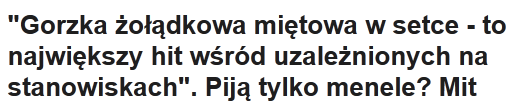 "Gorzka żołądkowa miętowa w setce - to
największy hit wśród uzależnionych na
stanowiskach". Piją tylko menele? Mit